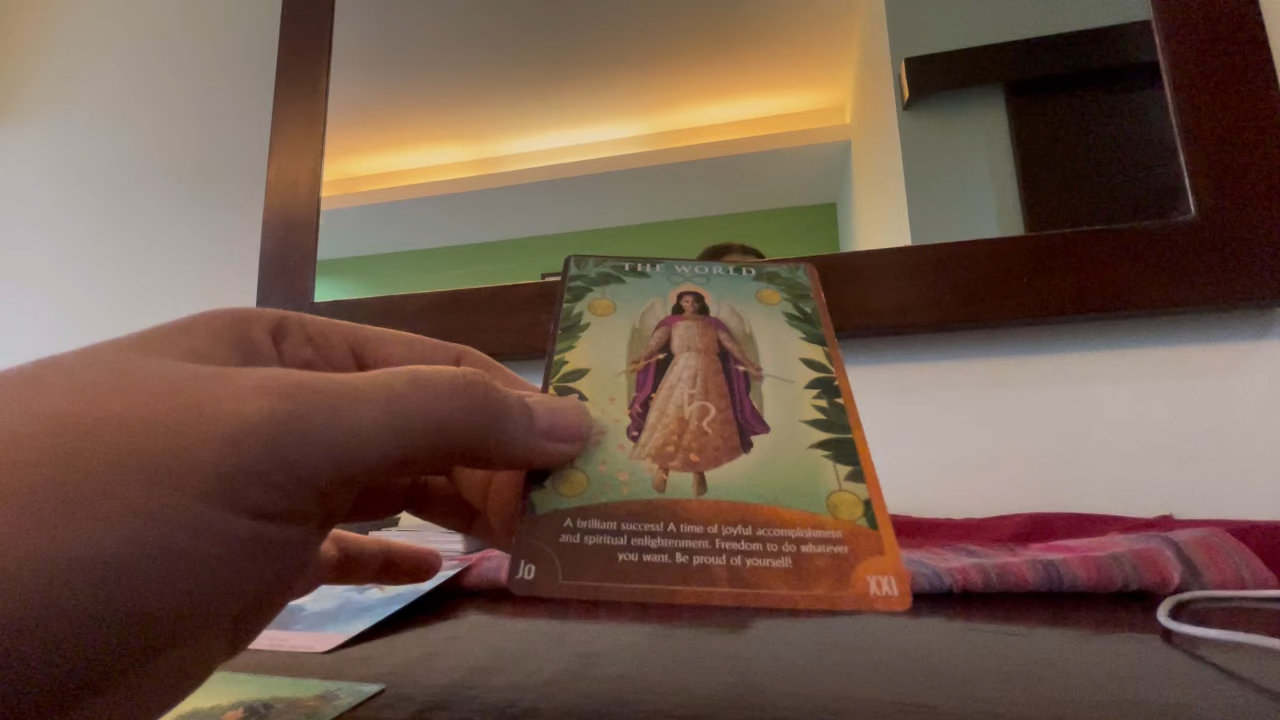 THE WORLD
A brilliant success! A time of joyful accomplishment
and spiritual enlightenment. Freedom to do whatever
you want. Be proud of yourself!
JO
XXI